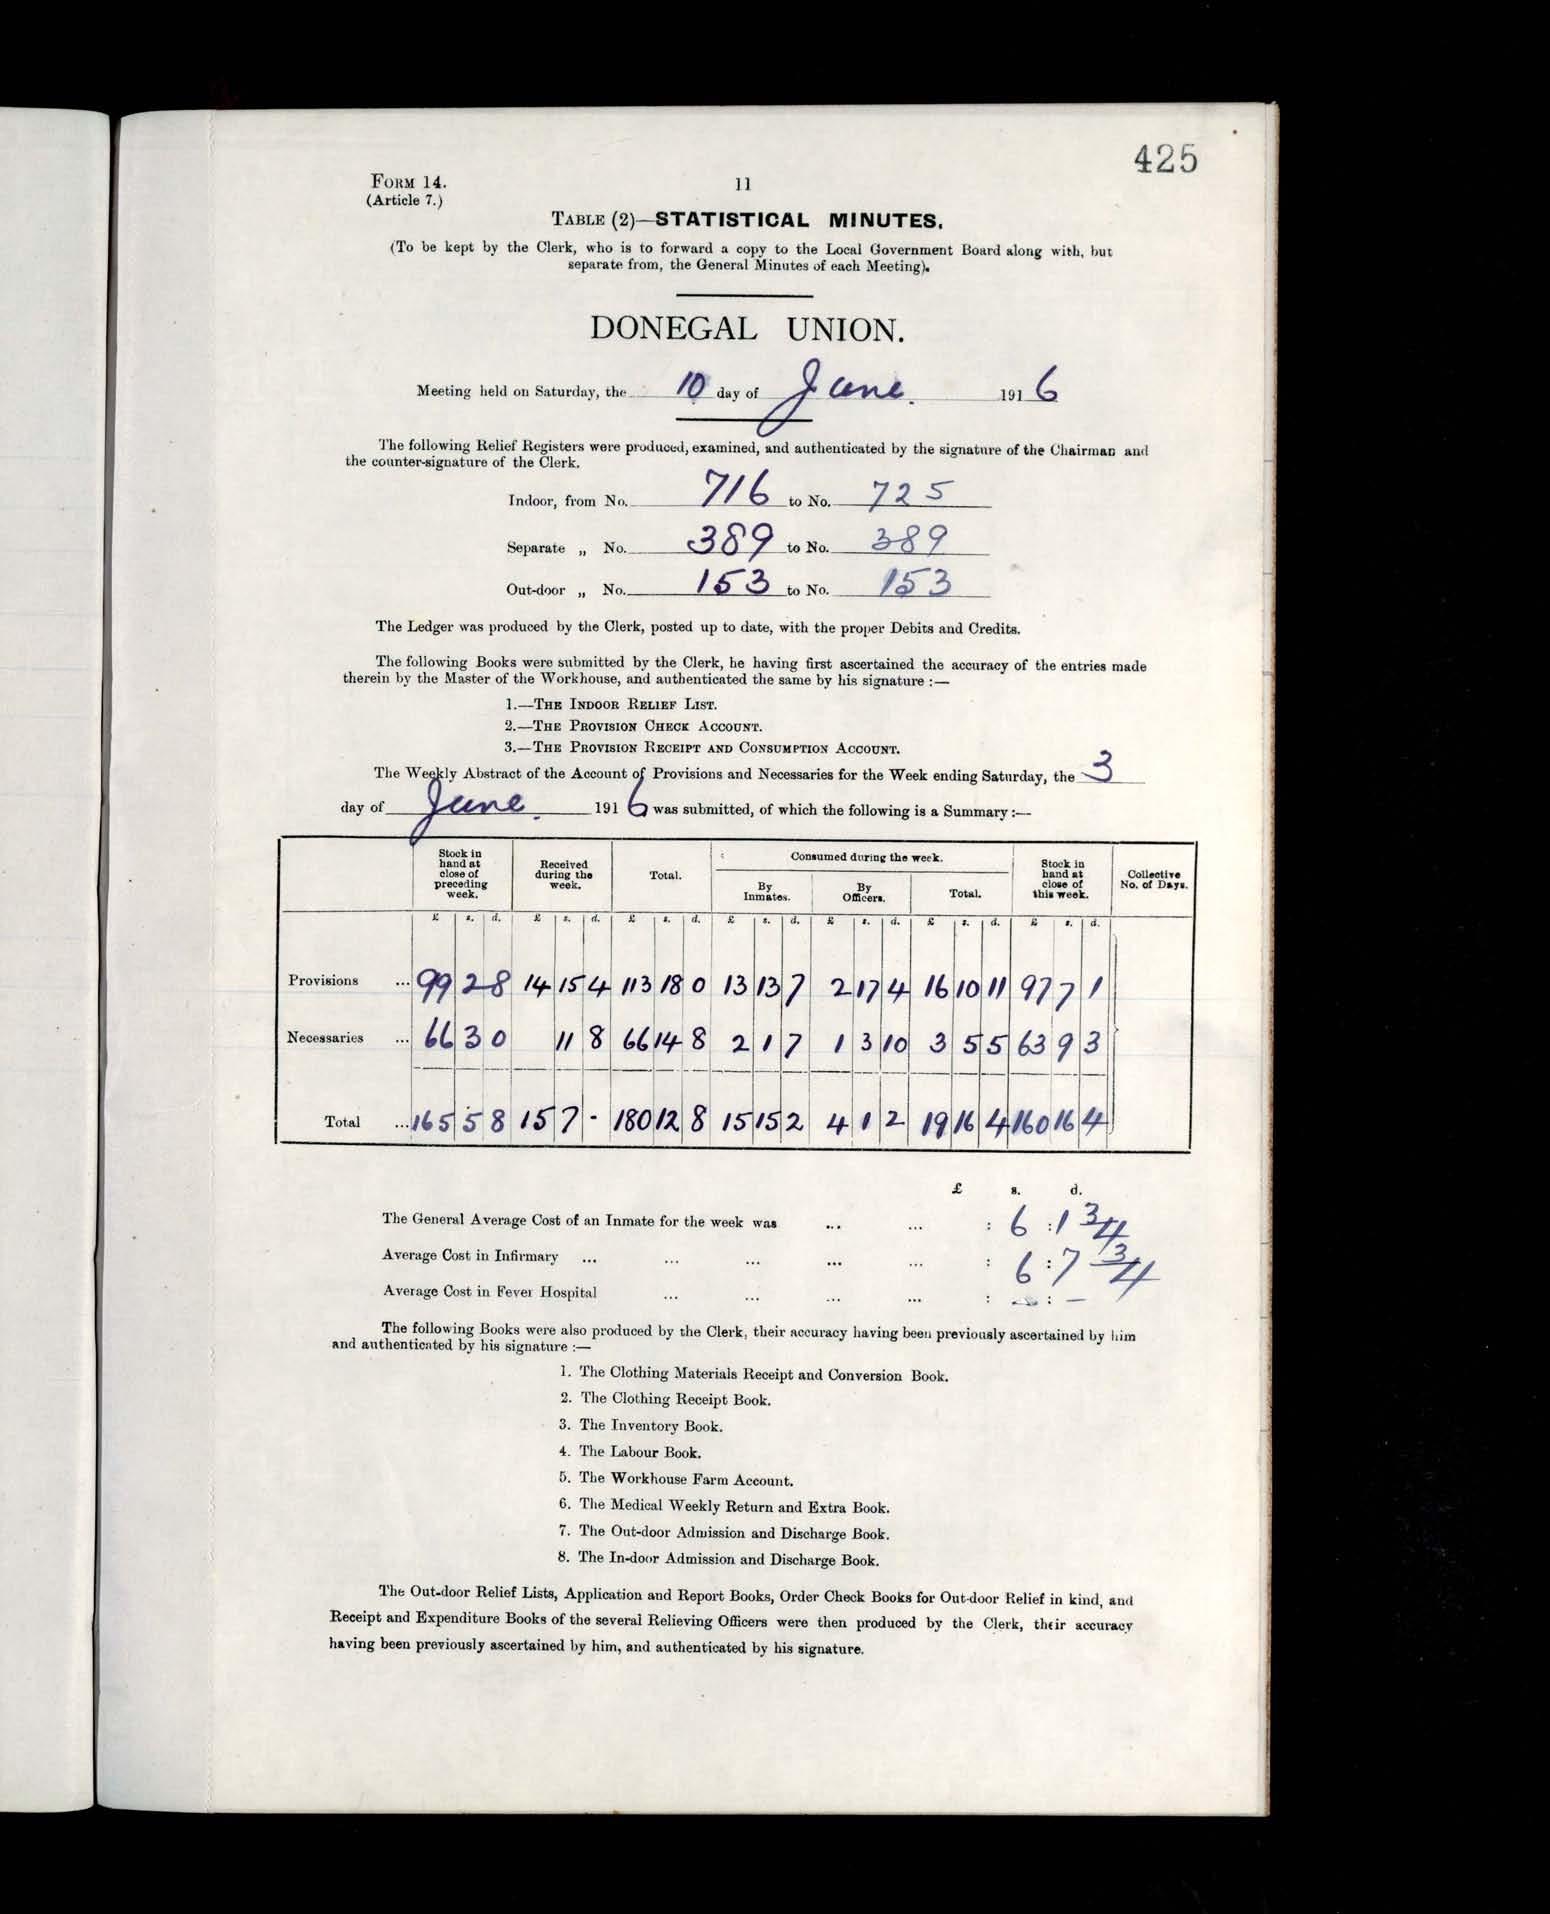 425
FORM 14.
(Article 7.)
11
TABLE (2)—STATISTICAL MINUTES.
(To be kept by the Clerk, who is to forward a copy to the Local Government Board along with, but
separate from, the General Minutes of each Meeting).
DONEGAL UNION.
Meeting held on Saturday, the 10 day of June. 1916
The following Relief Registers were produced, examined, and authenticated by the signature of the Chairman and
the counter-signature of the Clerk.
Indoor, from No. 716 to No. 725
Separate „ No. 389 to No. 389
Out-door „ No. 153 to No. 153
The Ledger was produced by the Clerk, posted up to date, with the proper Debits and Credits.
The following Books were submitted by the Clerk, he having first ascertained the accuracy of the entries made
therein by the Master of the Workhouse, and authenticated the same by his signature :—
1.—THE INDOOR RELIEF LIST.
2.—THE PROVISION CHECK ACCOUNT.
3.—THE PROVISION RECEIPT AND CONSUMPTION ACCOUNT.
The Weekly Abstract of the Account of Provisions and Necessaries for the Week ending Saturday, the 3
day of June. 1916 was submitted, of which the following is a Summary :—
Stock in hand at close of preceding week. Received during the week. Total. Consumed during the week. By Inmates. By Officers. Total. Stock in hand at close of this week. Collective No. of Days.
£ s. d. £ s. d. £ s. d. £ s. d. £ s. d. £ s. d. £ s. d.
Provisions ... 99 2 8 14 15 4 113 18 0 13 13 7 2 17 4 16 10 11 97 7 1
Necessaries ... 66 3 0 11 8 66 14 8 2 1 7 1 3 10 3 5 5 63 9 3
Total ... 165 5 8 15 7 - 180 12 8 15 15 2 4 1 2 19 16 4 160 16 4
£ s. d.
The General Average Cost of an Inmate for the week was ... ... : 6 : 1 3/4
Average Cost in Infirmary ... ... ... ... ... : 6 : 7 3/4
Average Cost in Fever Hospital ... ... ... ... : — : —
The following Books were also produced by the Clerk, their accuracy having been previously ascertained by him
and authenticated by his signature :—
1. The Clothing Materials Receipt and Conversion Book.
2. The Clothing Receipt Book.
3. The Inventory Book.
4. The Labour Book.
5. The Workhouse Farm Account.
6. The Medical Weekly Return and Extra Book.
7. The Out-door Admission and Discharge Book.
8. The In-door Admission and Discharge Book.
The Out-door Relief Lists, Application and Report Books, Order Check Books for Out-door Relief in kind, and
Receipt and Expenditure Books of the several Relieving Officers were then produced by the Clerk, their accuracy
having been previously ascertained by him, and authenticated by his signature.